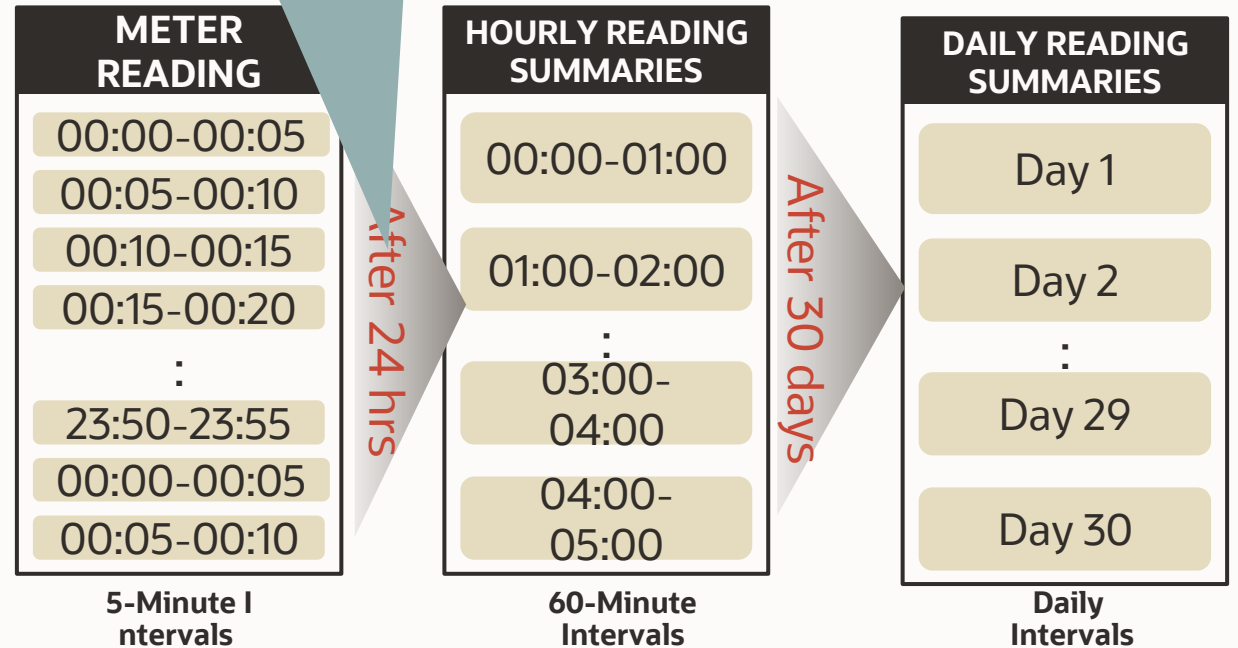 METER
READING
00:00-00:05
00:05-00:10
00:10-00:15
00:15-00:20
:
23:50-23:55
00:00-00:05
00:05-00:10
5-Minute I
ntervals
After 24 hrs
HOURLY READING
SUMMARIES
00:00-01:00
01:00-02:00
:
03:00-
04:00
04:00-
05:00
60-Minute
Intervals
After 30 days
DAILY READING
SUMMARIES
Day 1
Day 2
:
Day 29
Day 30
Daily
Intervals